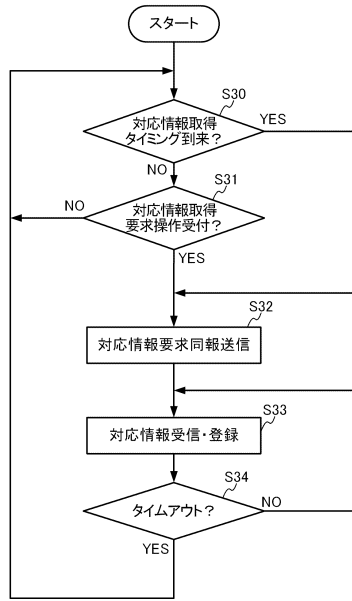 スタート
S30
対応情報取得
タイミング到来?
YES
NO
S31
対応情報取得
要求操作受付?
NO
YES
S32
対応情報要求同報送信
S33
対応情報受信・登録
S34
タイムアウト?
NO
YES